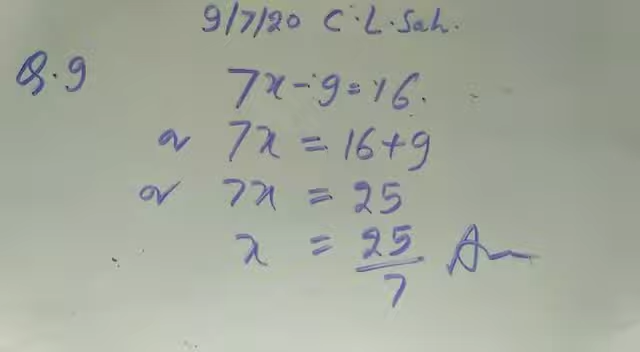 9/7/20 C.L.Sah.
Q.9 7x-9=16.
or 7x = 16+9
or 7x = 25
x = 25/7 Ans